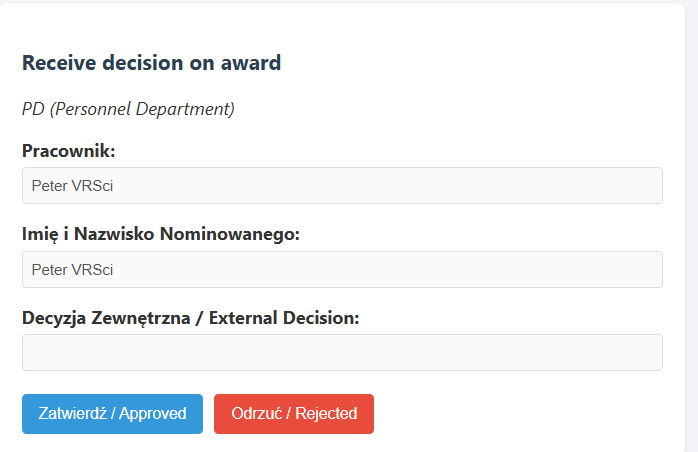 Receive decision on award
PD (Personnel Department)
Pracownik:
Peter VRSci
Imię i Nazwisko Nominowanego:
Peter VRSci
Decyzja Zewnętrzna / External Decision:
Zatwierdź / Approved
Odrzuć / Rejected